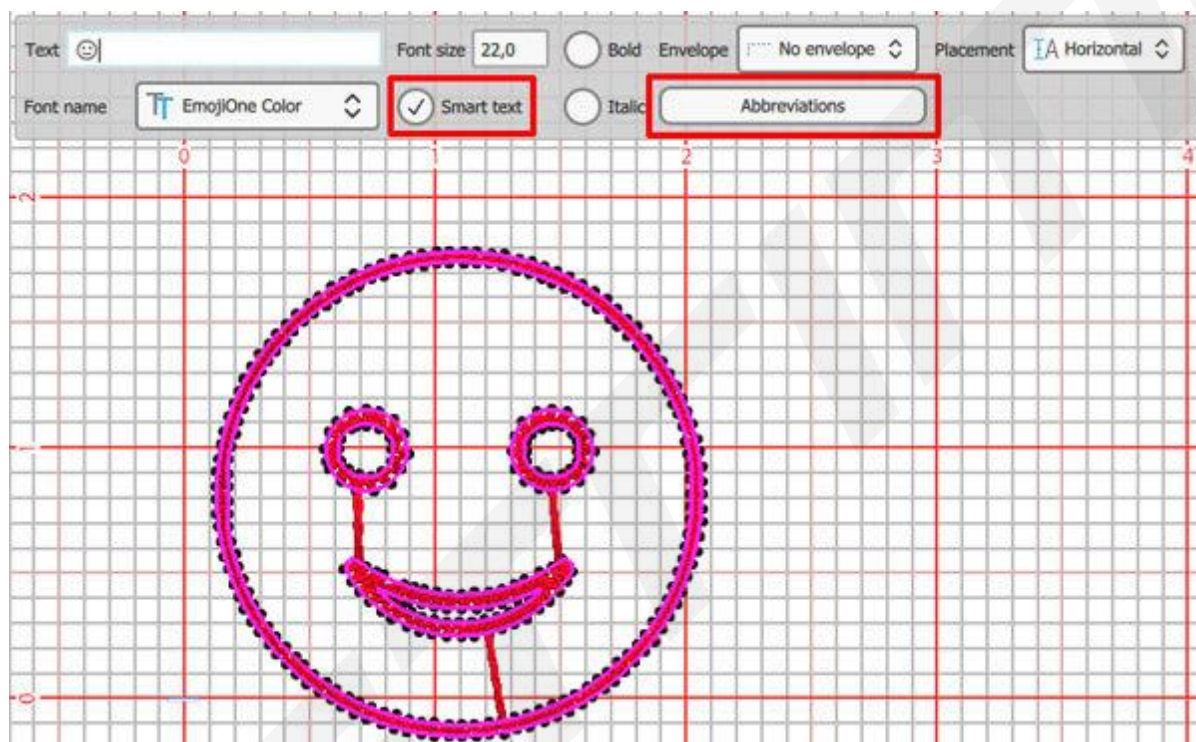 Text 😐 Font size 22,0 Bold Envelope No envelope Placement Horizontal
Font name EmojiOne Color Smart text Italic Abbreviations
0 1 2 3 4
2
1
0